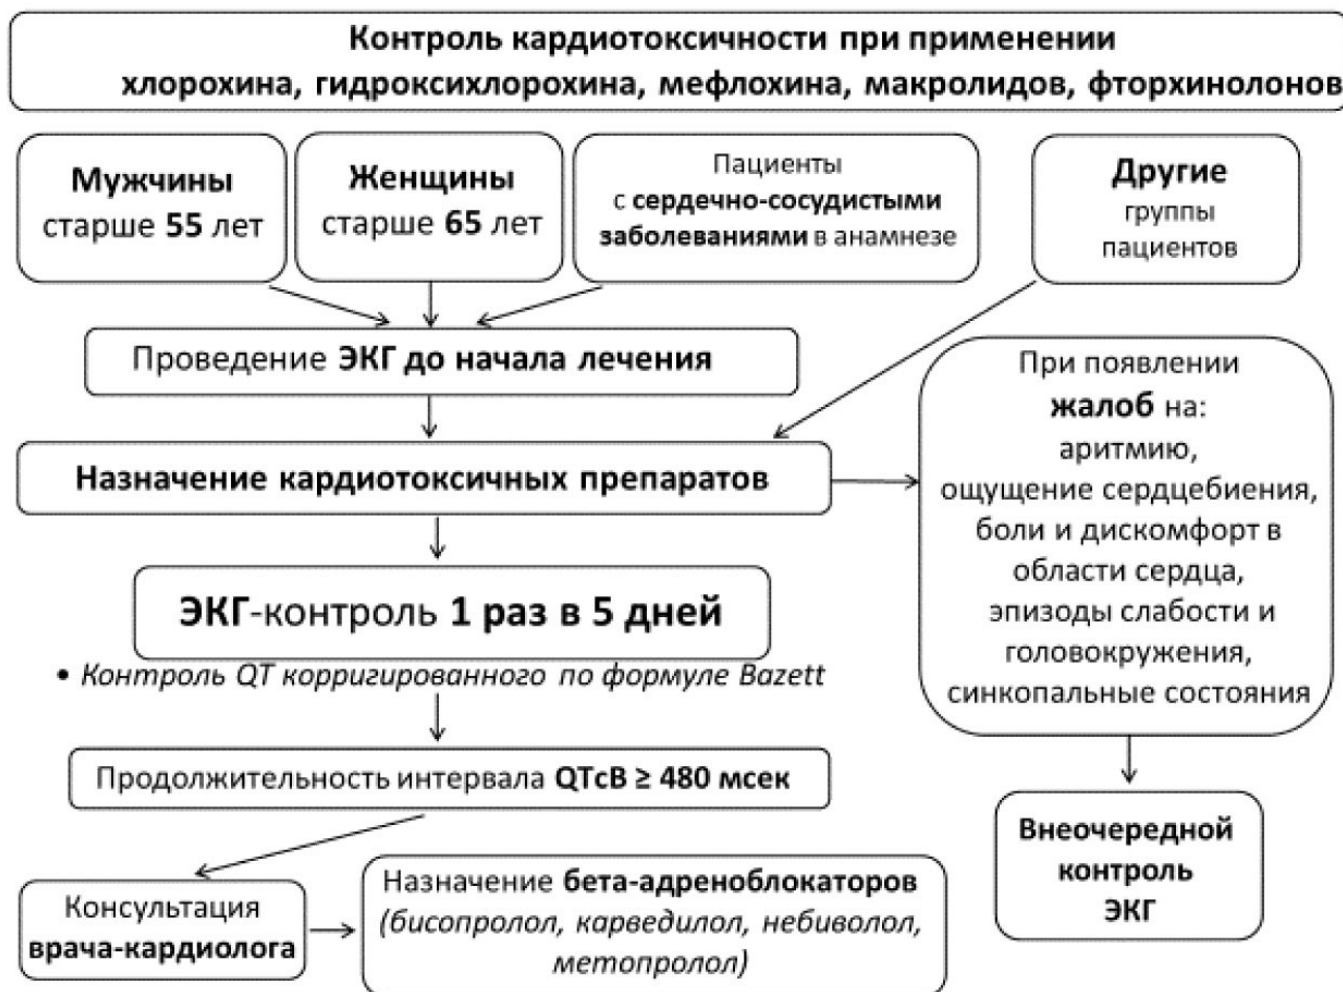 Контроль кардиотоксичности при применении
хлорохина, гидроксихлорохина, мефлохина, макролидов, фторхинолонов
Мужчины
старше 55 лет
Женщины
старше 65 лет
Пациенты
с сердечно-сосудистыми
заболеваниями в анамнезе
Другие
группы
пациентов
Проведение ЭКГ до начала лечения
Назначение кардиотоксичных препаратов
При появлении
жалоб на:
аритмию,
ощущение сердцебиения,
боли и дискомфорт в
области сердца,
эпизоды слабости и
головокружения,
синкопальные состояния
ЭКГ-контроль 1 раз в 5 дней
• Контроль QT корригированного по формуле Bazett
Продолжительность интервала QTcB ≥ 480 мсек
Внеочередной
контроль
ЭКГ
Консультация
врача-кардиолога
Назначение бета-адреноблокаторов
(бисопролол, карведилол, небиволол,
метопролол)